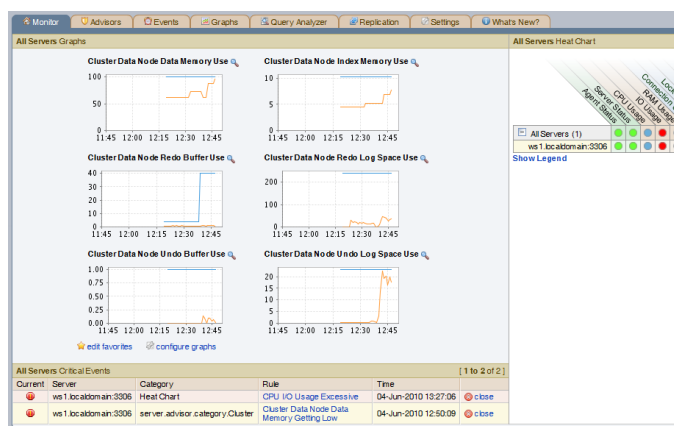 Monitor Advisors Events Graphs Query Analyzer Replication Settings What's New?
All Servers Graphs
All Servers Heat Chart
Cluster Data Node Data Memory Use
100
50
0
11:45 12:00 12:15 12:30 12:45
Cluster Data Node Index Memory Use
10
5
0
11:45 12:00 12:15 12:30 12:45
Cluster Data Node Redo Buffer Use
40
30
20
10
0
11:45 12:00 12:15 12:30 12:45
Cluster Data Node Redo Log Space Use
200
100
0
11:45 12:00 12:15 12:30 12:45
Cluster Data Node Undo Buffer Use
1.00
0.75
0.50
0.25
0.00
11:45 12:00 12:15 12:30 12:45
Cluster Data Node Undo Log Space Use
20
15
10
5
0
11:45 12:00 12:15 12:30 12:45
edit favorites configure graphs
Agent Status
Server Status
CPU Usage
IO Usage
RAM Usage
Connection
All Servers (1)
ws1.localdomain:3306
Show Legend
All Servers Critical Events [ 1 to 2 of 2 ]
Current Server Category Rule Time
ws1.localdomain:3306 Heat Chart CPU I/O Usage Excessive 04-Jun-2010 13:27:06 close
ws1.localdomain:3306 server.advisor.category.Cluster Cluster Data Node Data 04-Jun-2010 12:50:09 close
Memory Getting Low